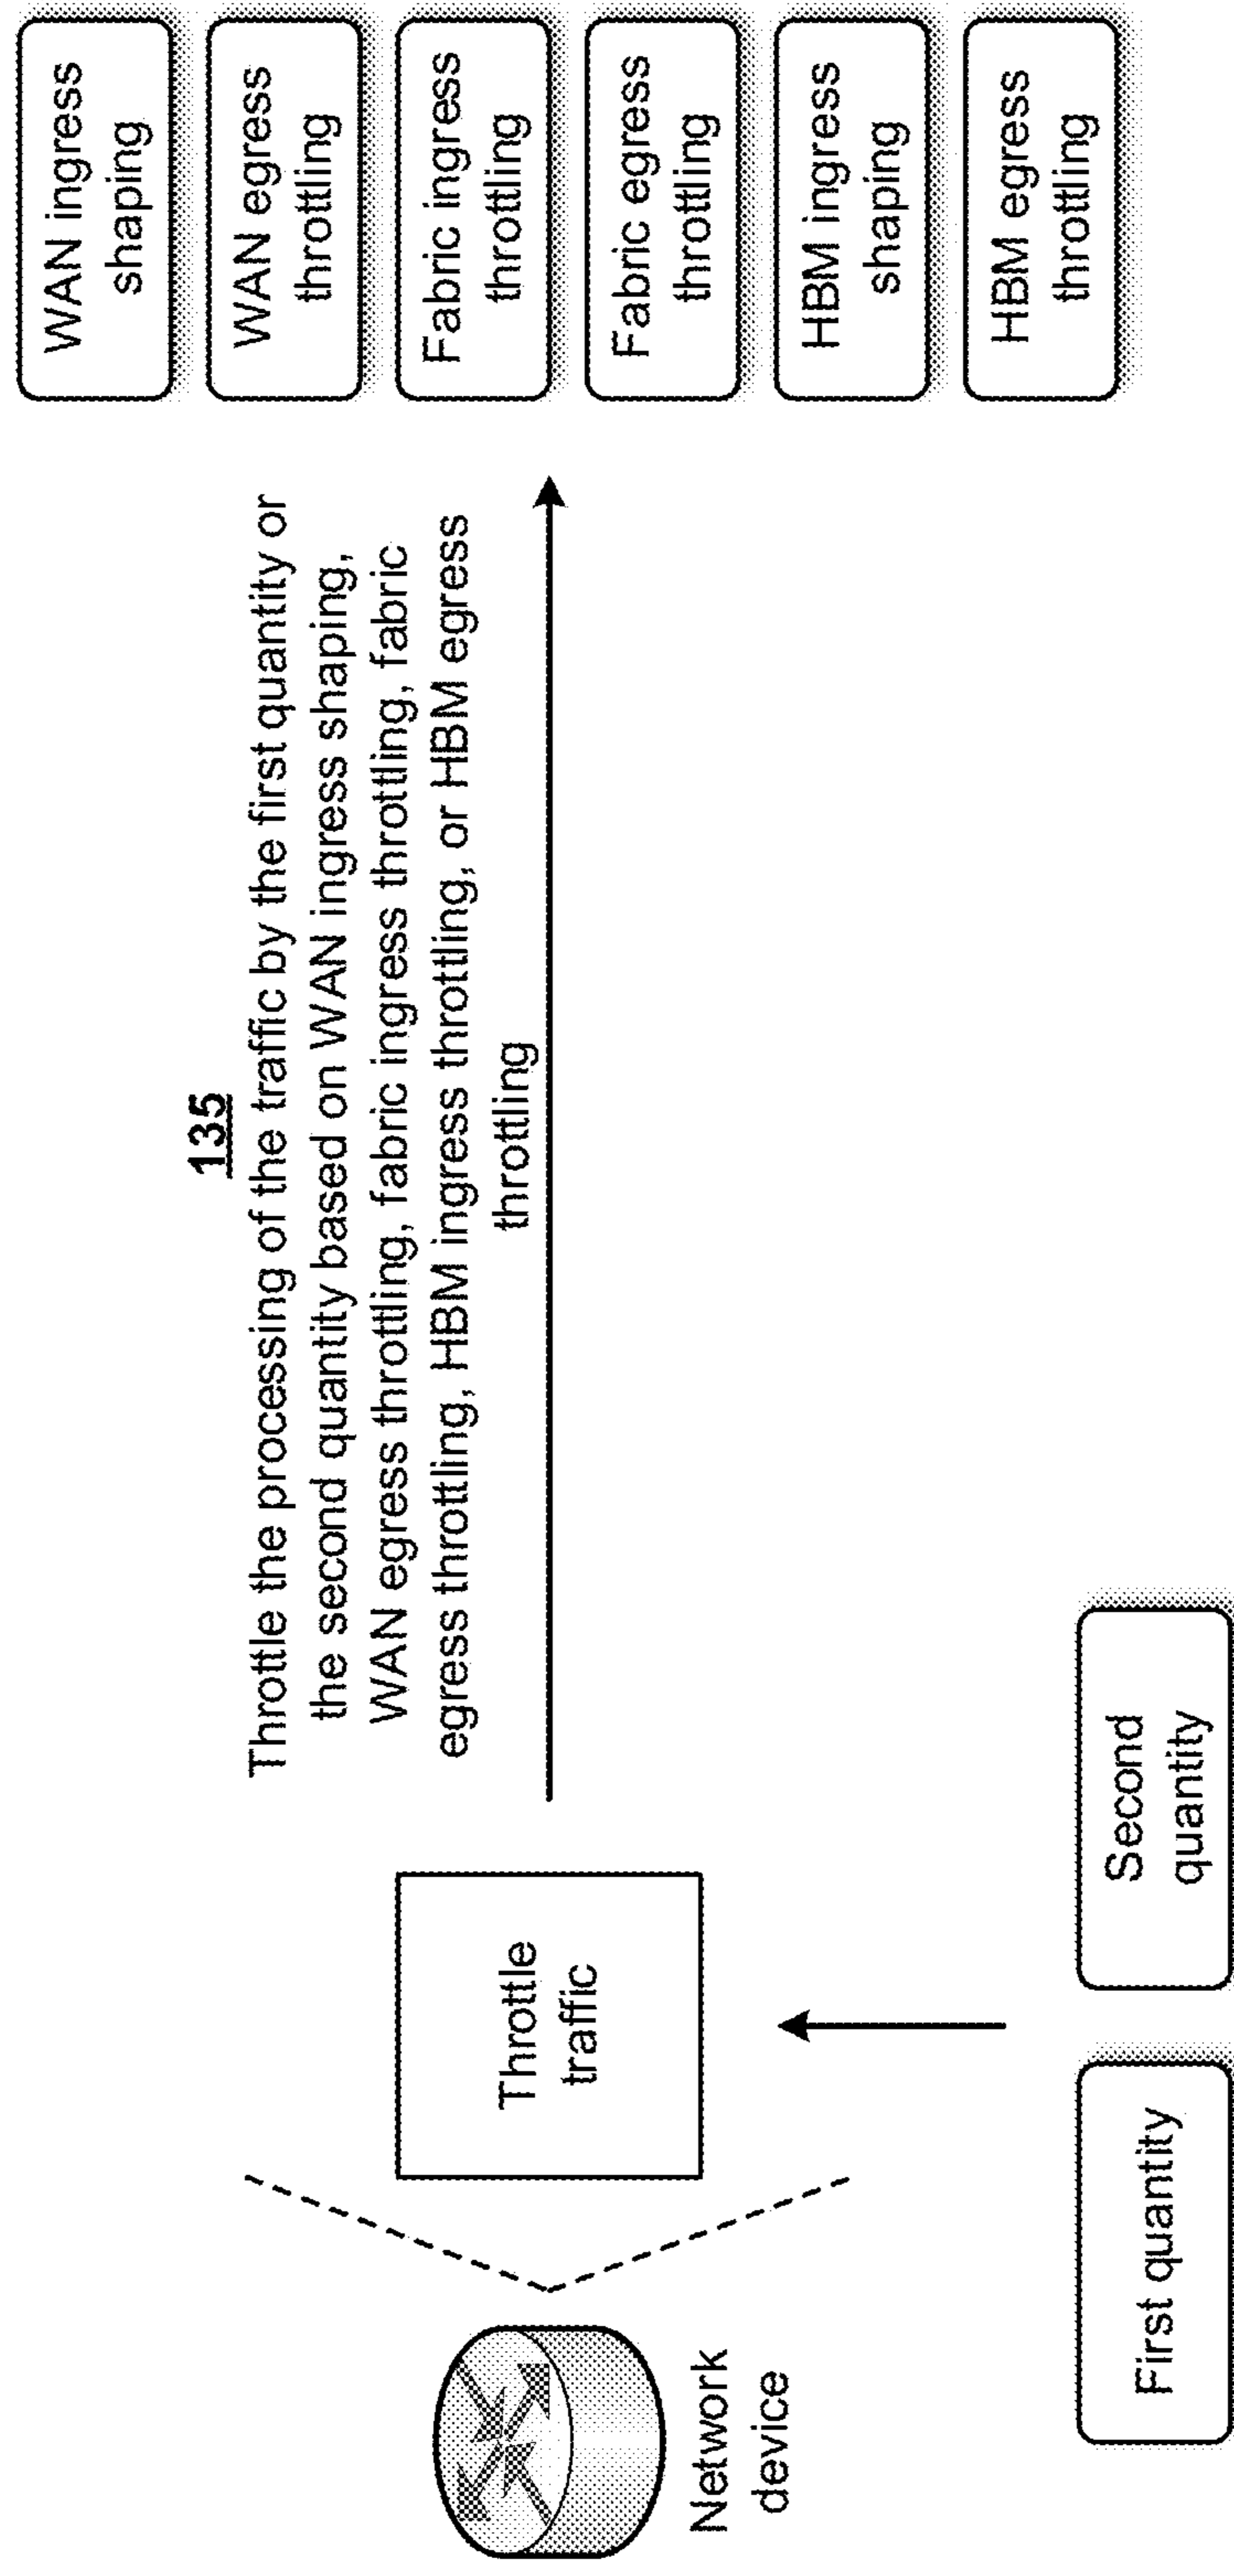 135
Throttle the processing of the traffic by the first quantity or
the second quantity based on WAN ingress shaping,
WAN egress throttling, fabric ingress throttling, fabric
egress throttling, HBM ingress throttling, or HBM egress
throttling
Network
device
Throttle
traffic
First quantity
Second
quantity
WAN ingress
shaping
WAN egress
throttling
Fabric ingress
throttling
Fabric egress
throttling
HBM ingress
shaping
HBM egress
throttling